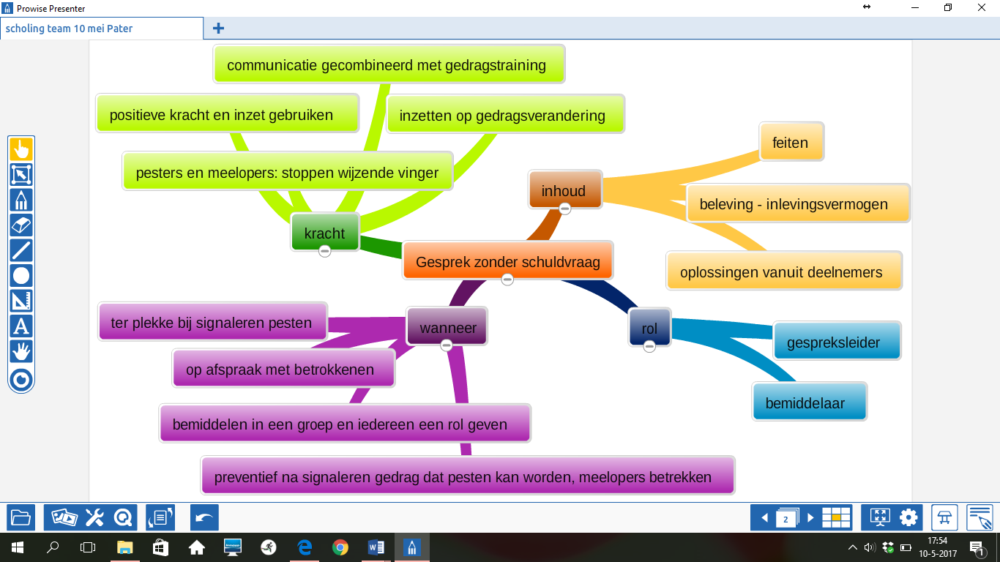 Prowise Presenter
scholing team 10 mei Pater
communicatie gecombineerd met gedragstraining
positieve kracht en inzet gebruiken
inzetten op gedragsverandering
pesters en meelopers: stoppen wijzende vinger
kracht
inhoud
feiten
beleving - inlevingsvermogen
oplossingen vanuit deelnemers
Gesprek zonder schuldvraag
wanneer
ter plekke bij signaleren pesten
op afspraak met betrokkenen
bemiddelen in een groep en iedereen een rol geven
preventief na signaleren gedrag dat pesten kan worden, meelopers betrekken
rol
gespreksleider
bemiddelaar
A
2
17:54
10-5-2017
1